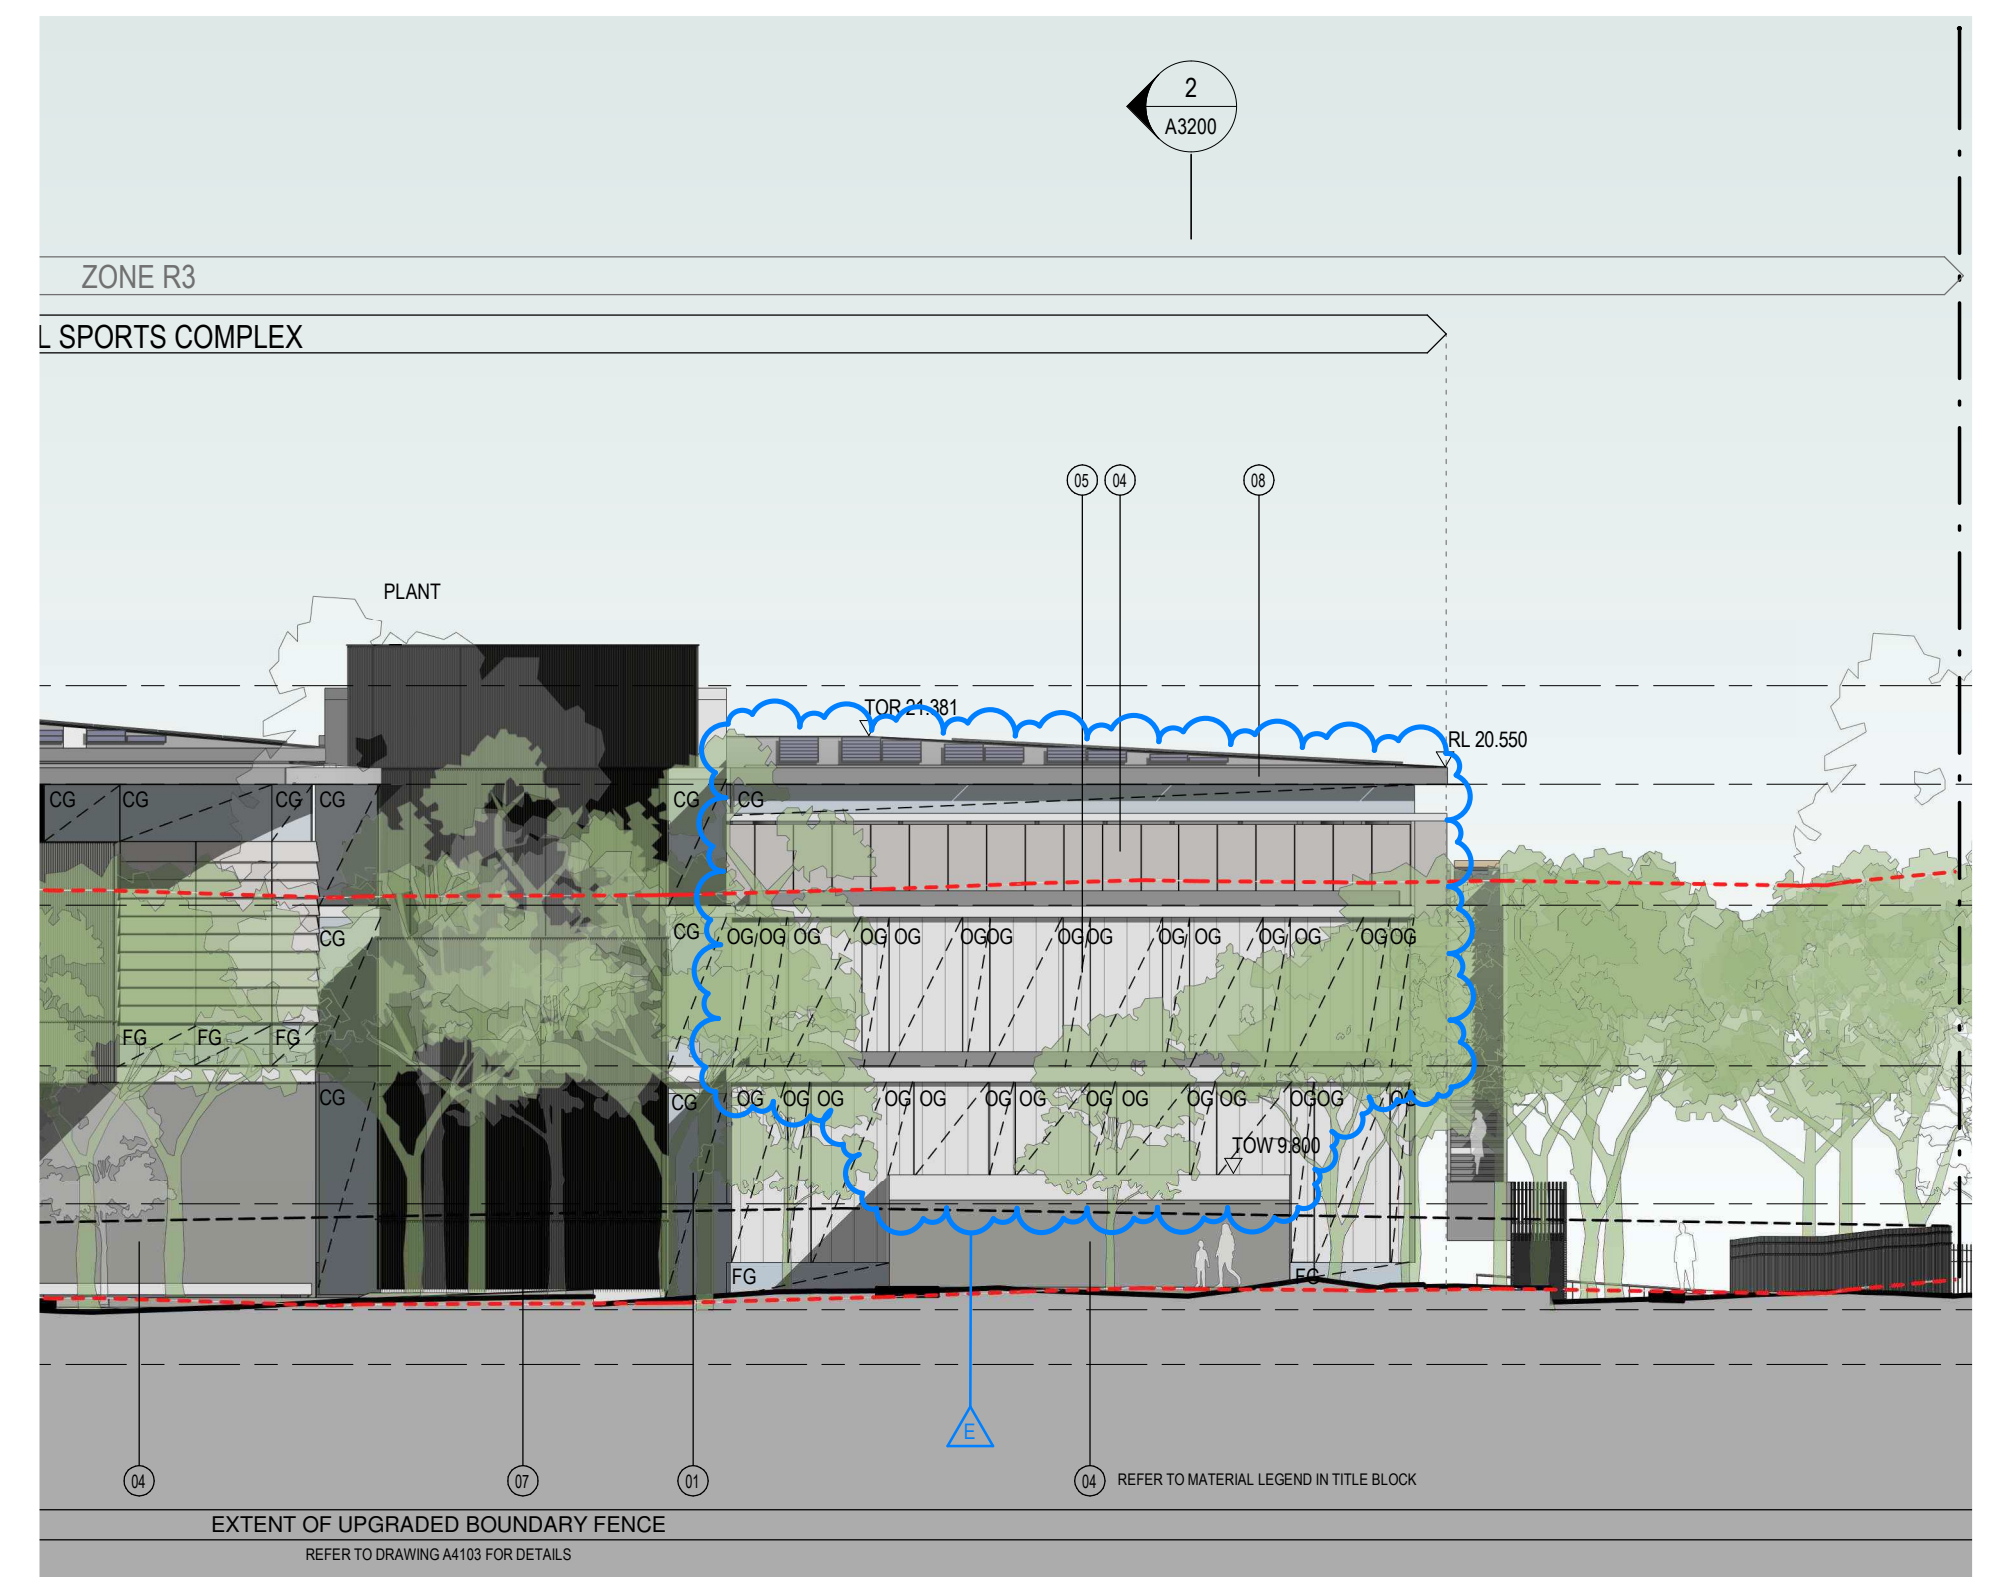 2
A3200
ZONE R3
L SPORTS COMPLEX
05 04 08
PLANT
TOR 21.381
RL 20.550
CG CG CG CG CG CG
CG CG OG OG OG OG OG OG OG OG OG OG OG OG OG OG OG
FG FG FG
CG CG OG OG OG OG OG OG OG OG OG OG OG OG OG OG
TOW 9.800
FG FG
E
04 07 01 04 REFER TO MATERIAL LEGEND IN TITLE BLOCK
EXTENT OF UPGRADED BOUNDARY FENCE
REFER TO DRAWING A4103 FOR DETAILS